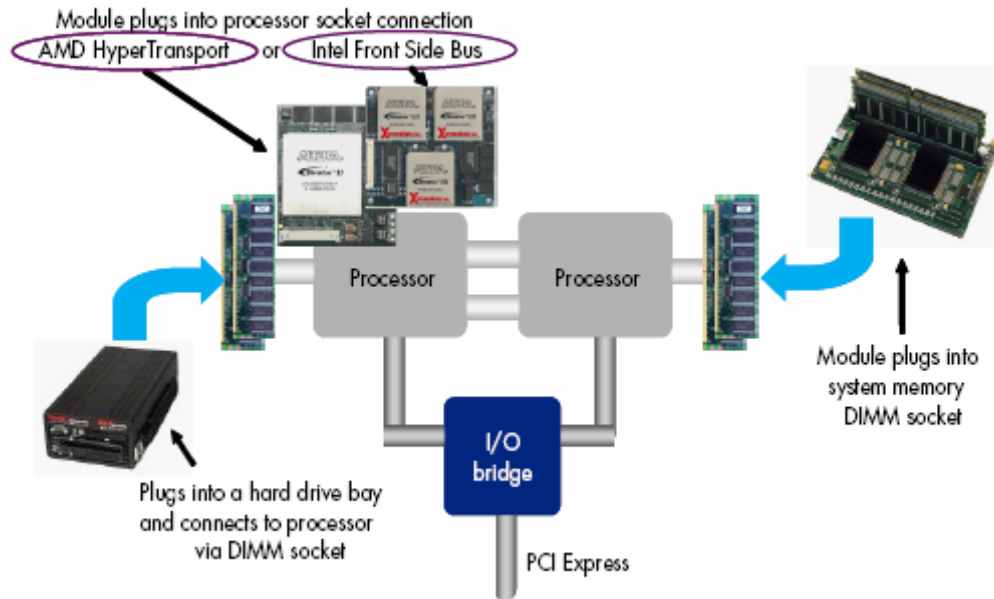 Module plugs into processor socket connection
AMD HyperTransport or Intel Front Side Bus
Processor
Processor
Module plugs into
system memory
DIMM socket
I/O
bridge
Plugs into a hard drive bay
and connects to processor
via DIMM socket
PCI Express